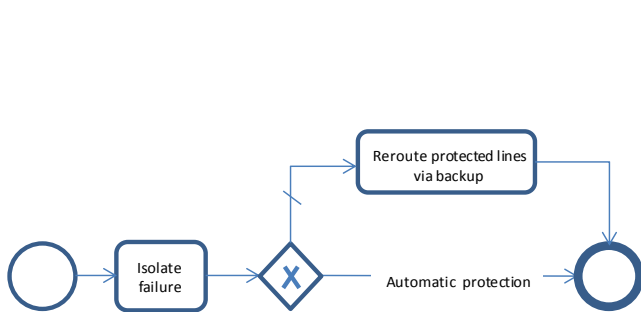 Reroute protected lines
via backup
Isolate
failure
X
Automatic protection